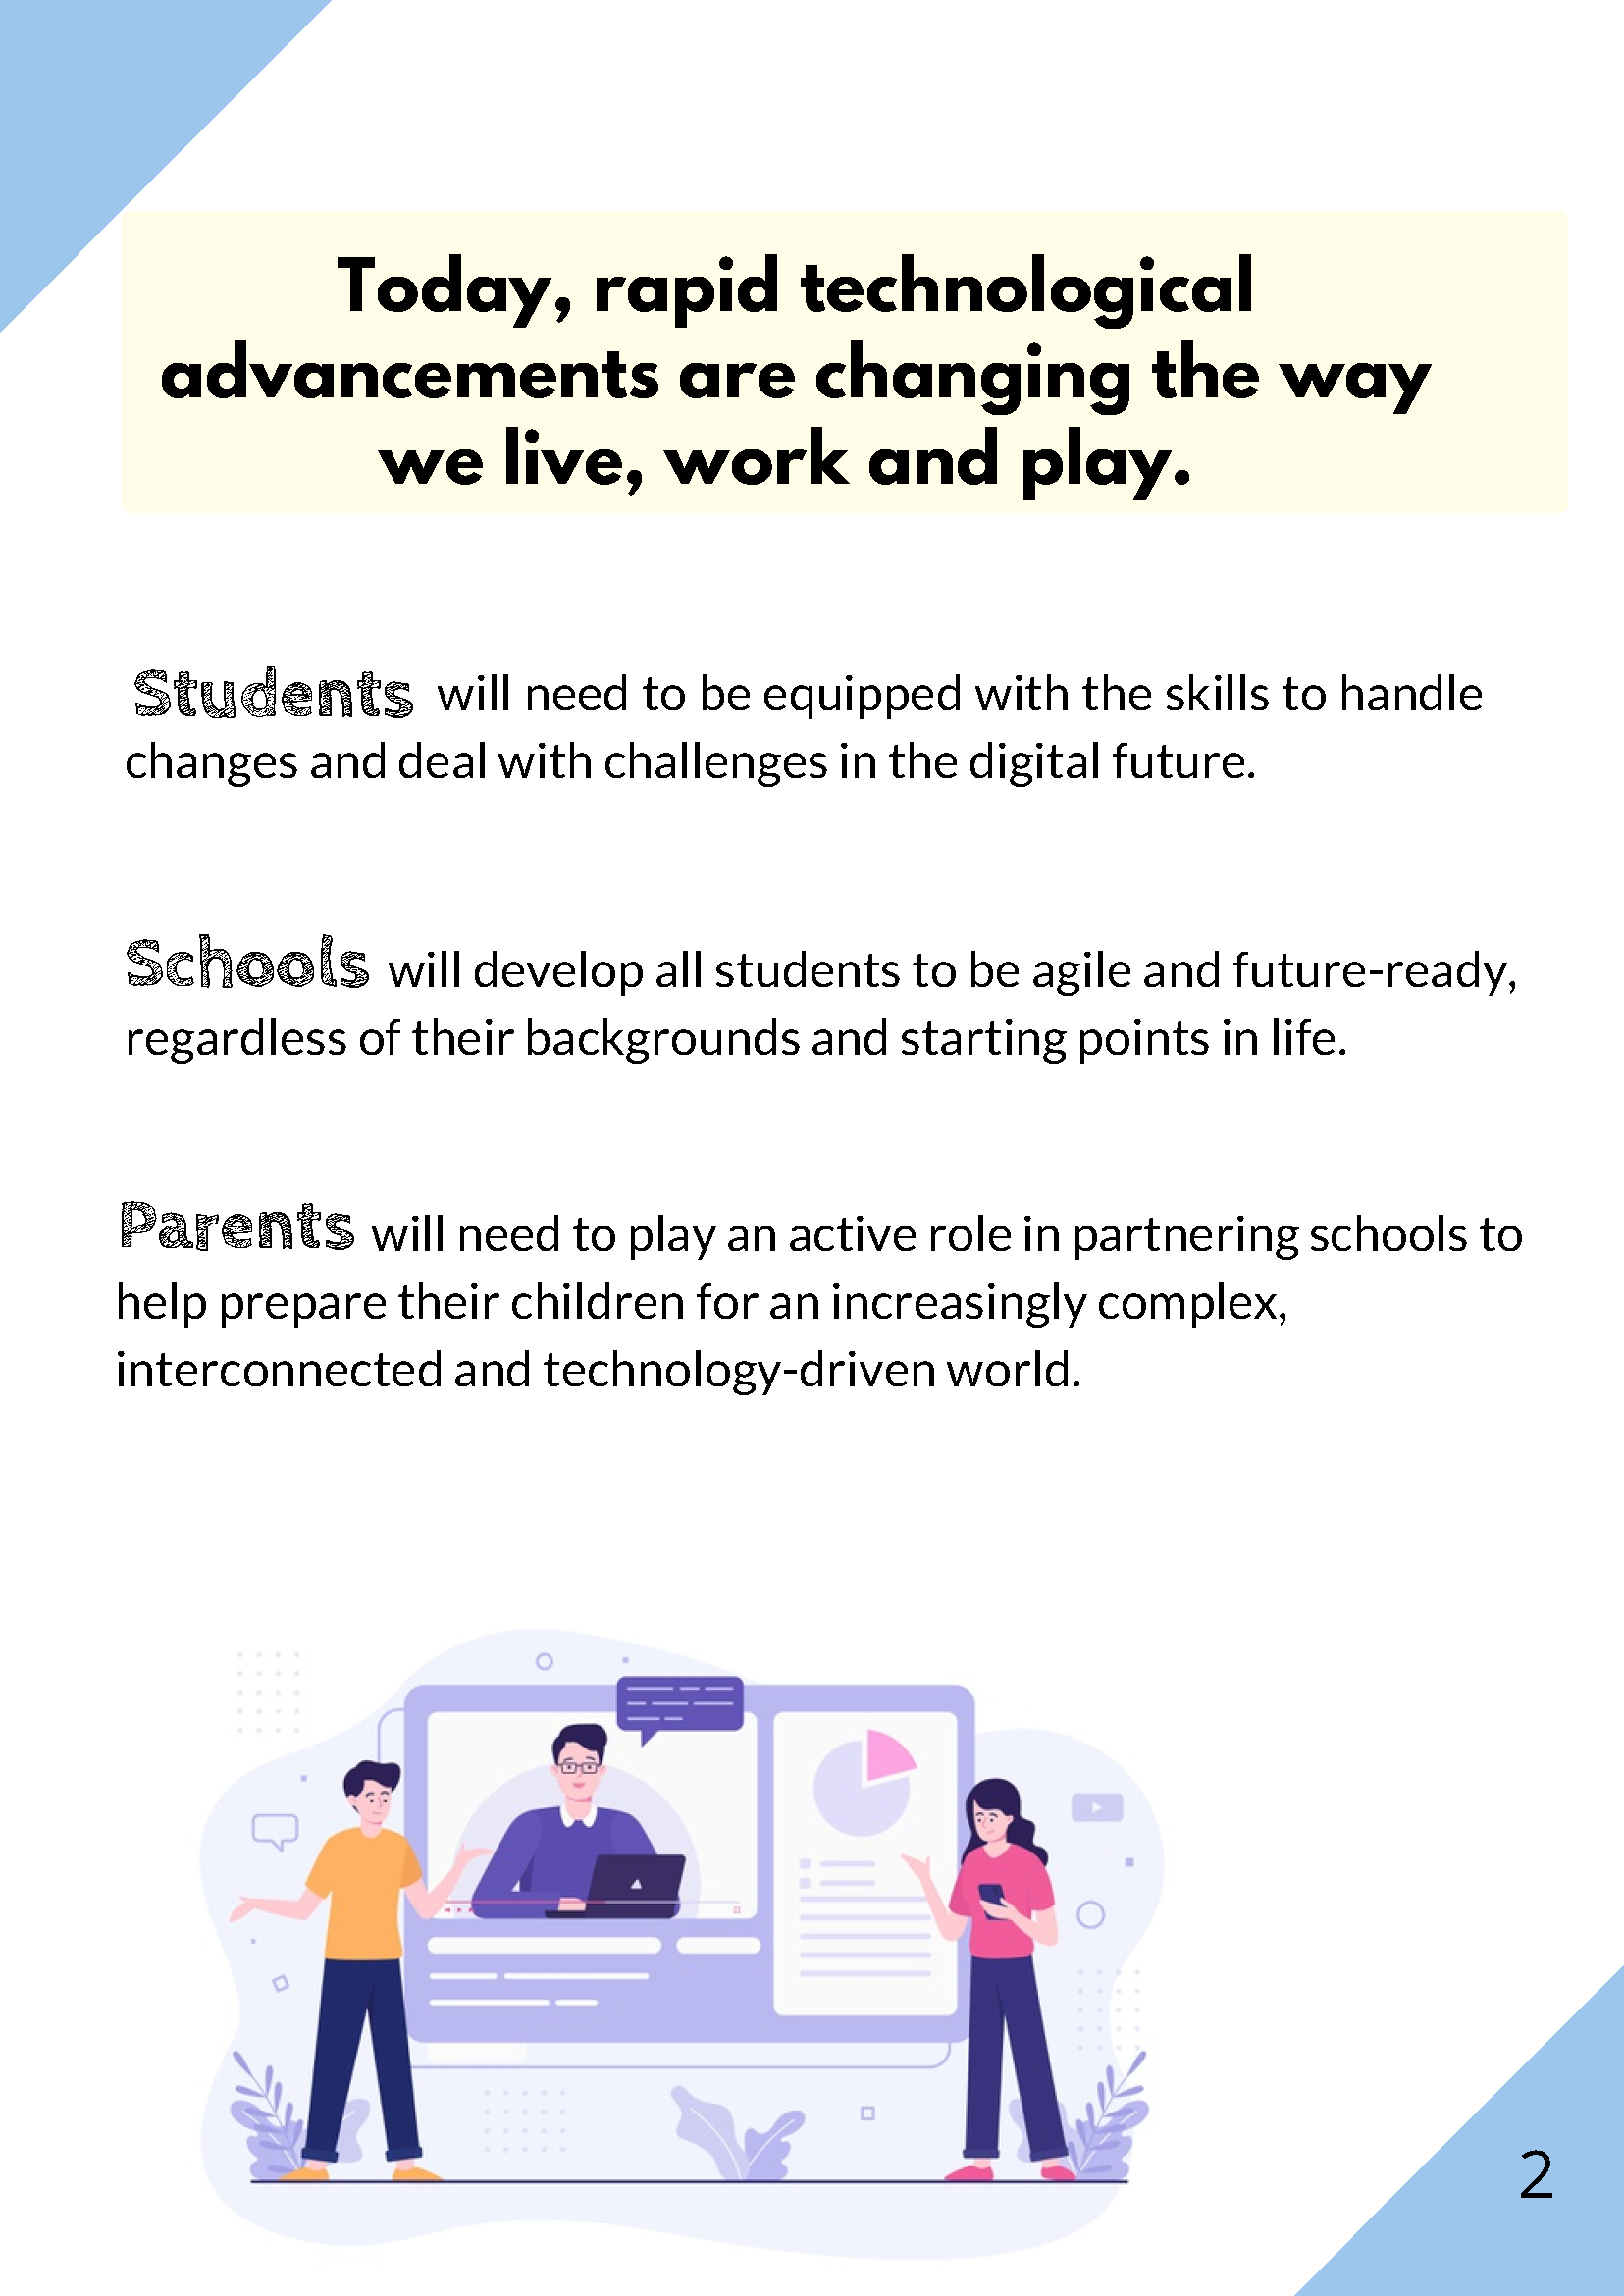 Today, rapid technological
advancements are changing the way
we live, work and play.
Students will need to be equipped with the skills to handle
changes and deal with challenges in the digital future.
Schools will develop all students to be agile and future-ready,
regardless of their backgrounds and starting points in life.
Parents will need to play an active role in partnering schools to
help prepare their children for an increasingly complex,
interconnected and technology-driven world.
2